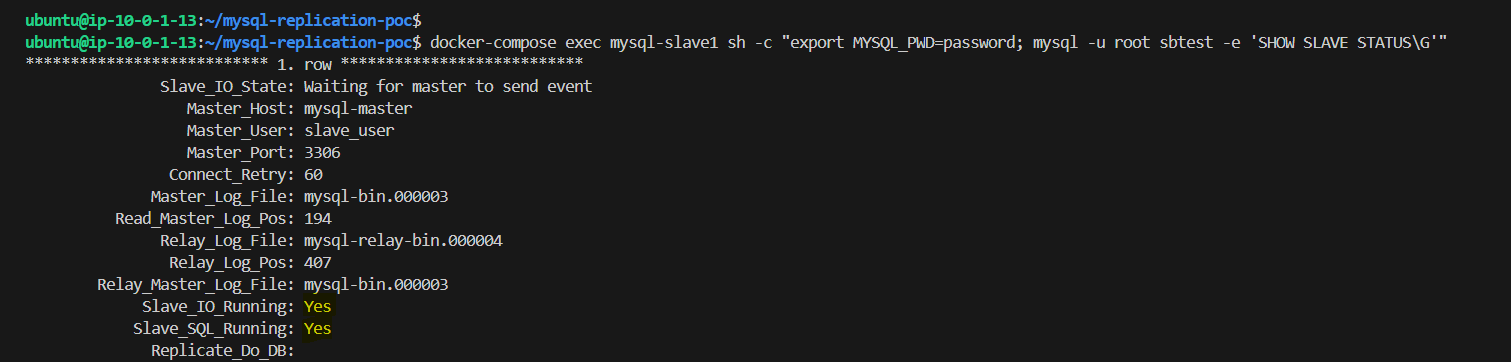 ubuntu@ip-10-0-1-13:~/mysql-replication-poc$
ubuntu@ip-10-0-1-13:~/mysql-replication-poc$ docker-compose exec mysql-slave1 sh -c "export MYSQL_PWD=password; mysql -u root sbtest -e 'SHOW SLAVE STATUS\G'"
*************************** 1. row ***************************
Slave_IO_State: Waiting for master to send event
Master_Host: mysql-master
Master_User: slave_user
Master_Port: 3306
Connect_Retry: 60
Master_Log_File: mysql-bin.000003
Read_Master_Log_Pos: 194
Relay_Log_File: mysql-relay-bin.000004
Relay_Log_Pos: 407
Relay_Master_Log_File: mysql-bin.000003
Slave_IO_Running: Yes
Slave_SQL_Running: Yes
Replicate_Do_DB: